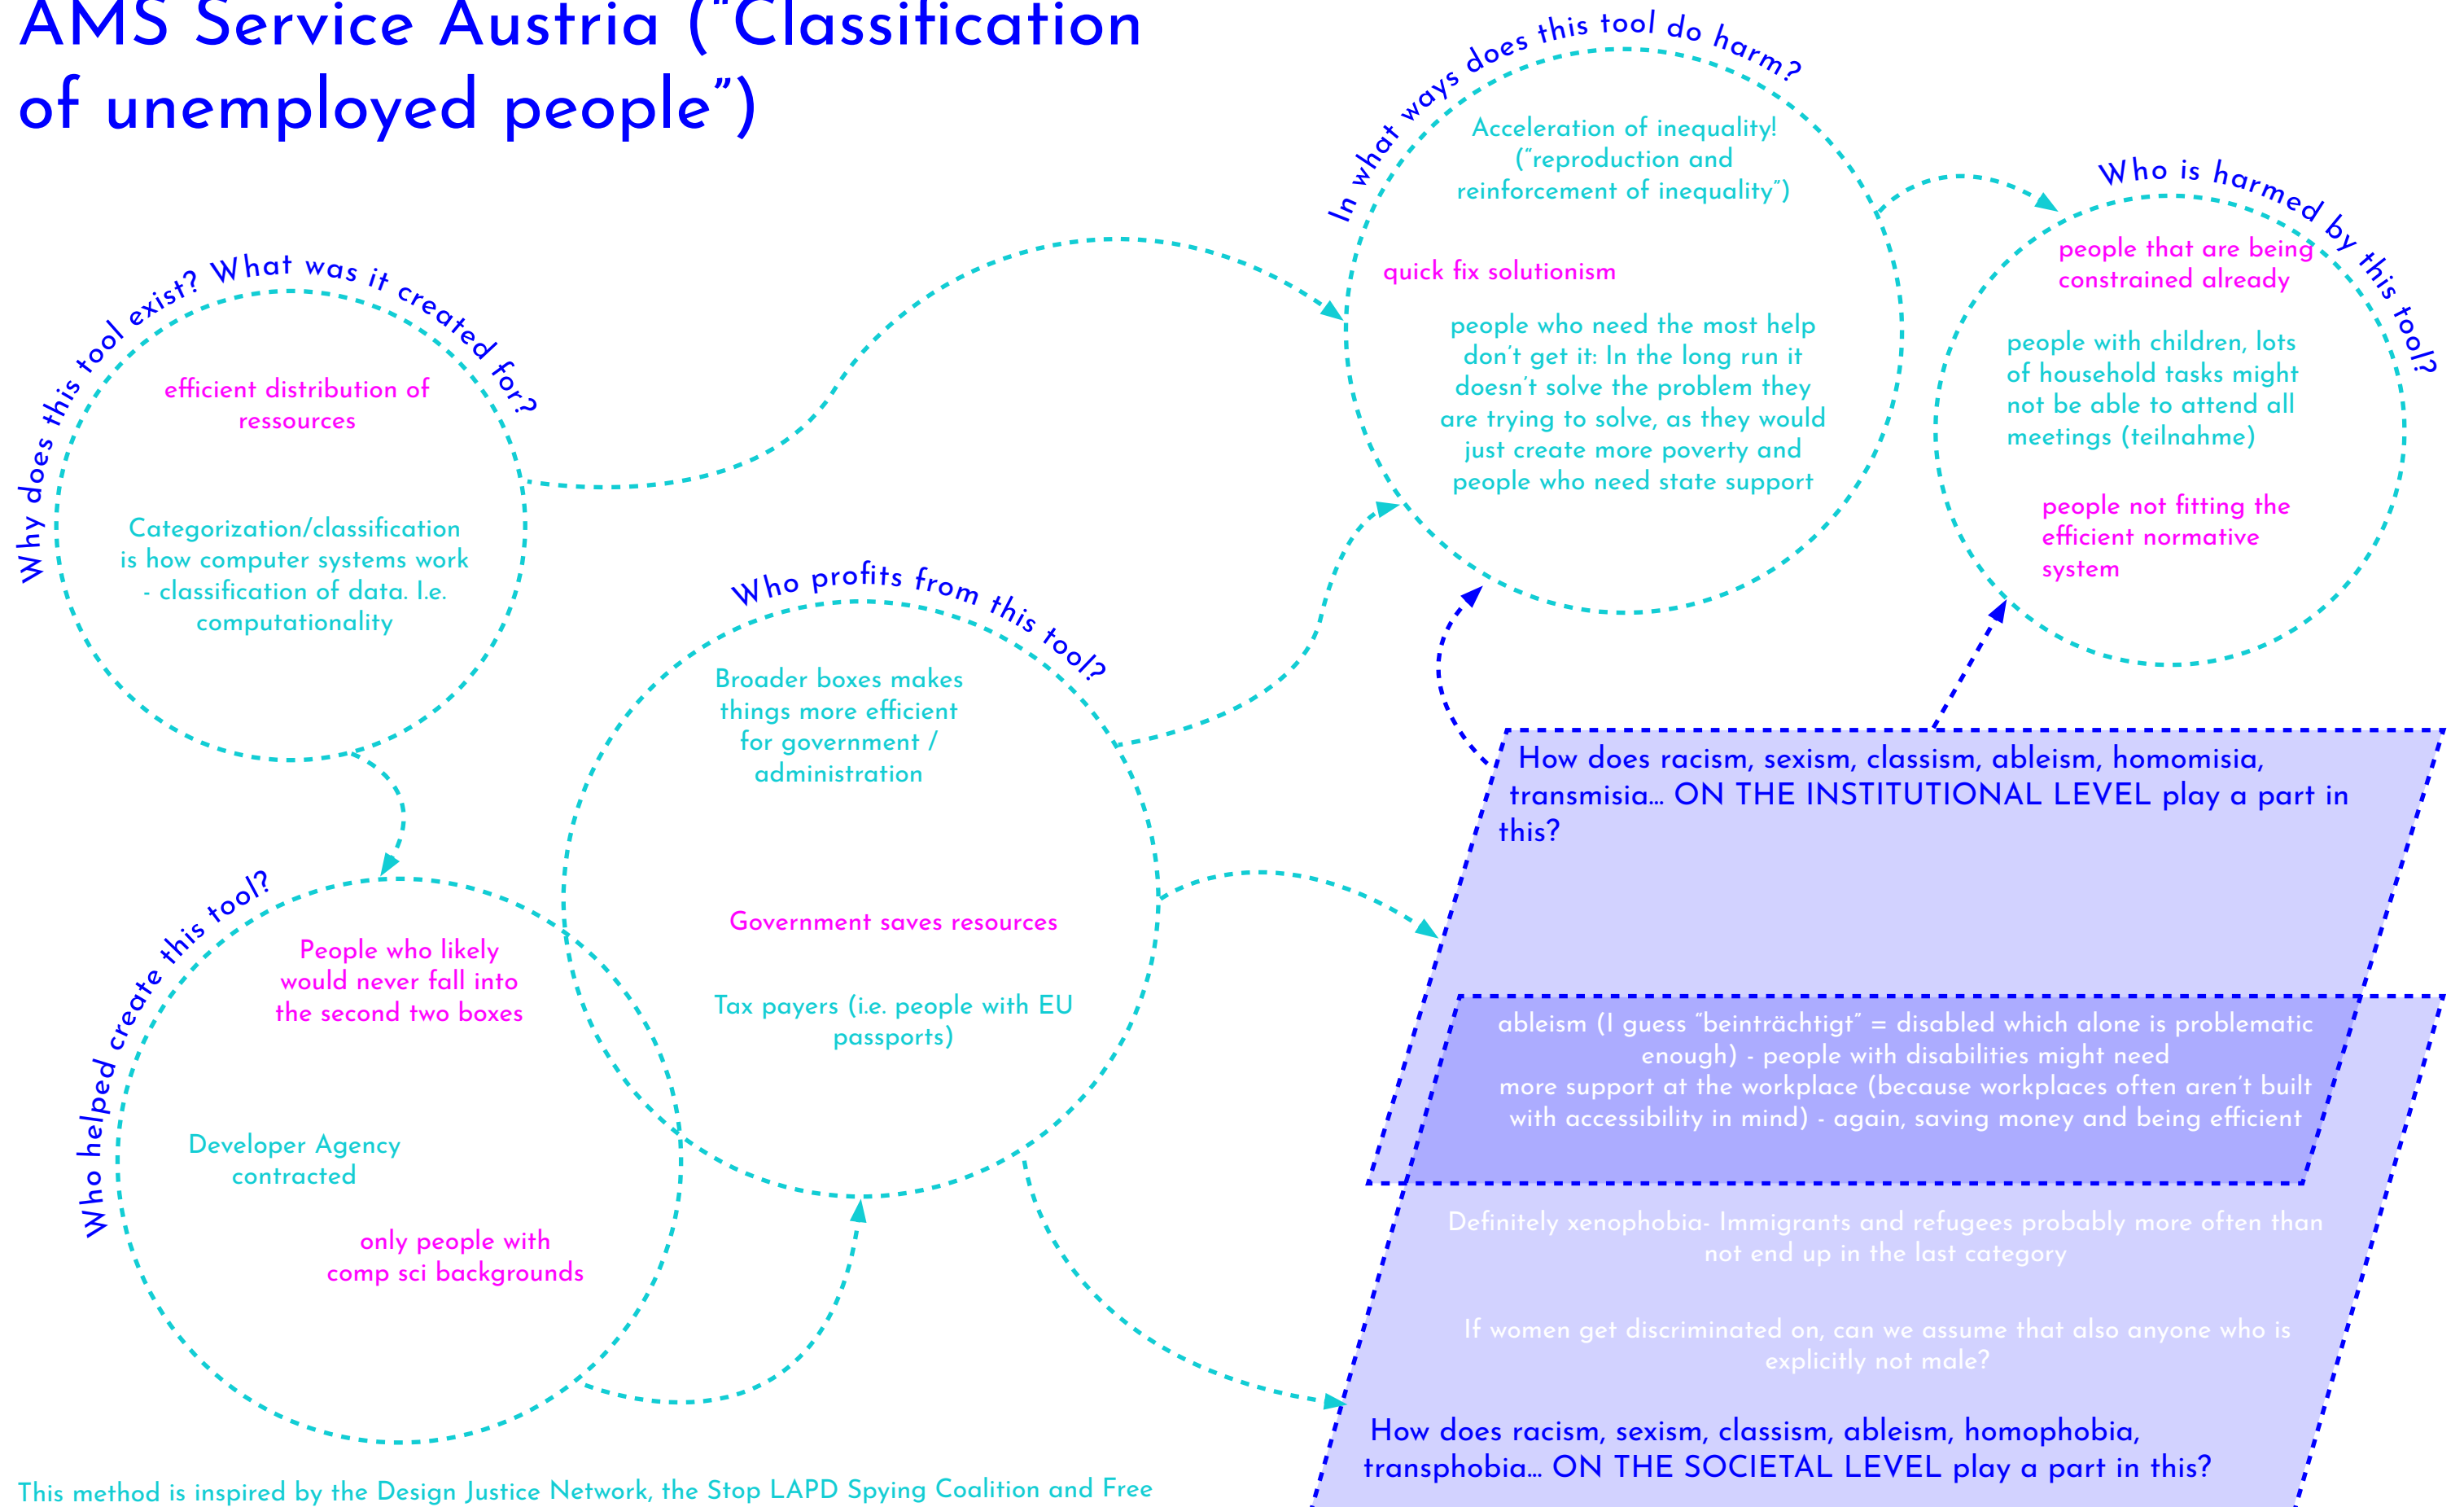 AMS Service Austria ("Classification
of unemployed people")
Why does this tool exist? What was it created for?
efficient distribution of
ressources
Categorization/classification
is how computer systems work
- classification of data. I.e.
computationality
Who helped create this tool?
People who likely
would never fall into
the second two boxes
Developer Agency
contracted
only people with
comp sci backgrounds
Who profits from this tool?
Broader boxes makes
things more efficient
for government /
administration
Government saves resources
Tax payers (i.e. people with EU
passports)
In what ways does this tool do harm?
Acceleration of inequality!
("reproduction and
reinforcement of inequality")
quick fix solutionism
people who need the most help
don't get it: In the long run it
doesn't solve the problem they
are trying to solve, as they would
just create more poverty and
people who need state support
Who is harmed by this tool?
people that are being
constrained already
people with children, lots
of household tasks might
not be able to attend all
meetings (teilnahme)
people not fitting the
efficient normative
system
How does racism, sexism, classism, ableism, homomisia,
transmisia... ON THE INSTITUTIONAL LEVEL play a part in
this?
ableism (I guess "beinträchtigt" = disabled which alone is problematic
enough) - people with disabilities might need
more support at the workplace (because workplaces often aren't built
with accessibility in mind) - again, saving money and being efficient
Definitely xenophobia- Immigrants and refugees probably more often than
not end up in the last category
If women get discriminated on, can we assume that also anyone who is
explicitly not male?
How does racism, sexism, classism, ableism, homophobia,
transphobia... ON THE SOCIETAL LEVEL play a part in this?
This method is inspired by the Design Justice Network, the Stop LAPD Spying Coalition and Free